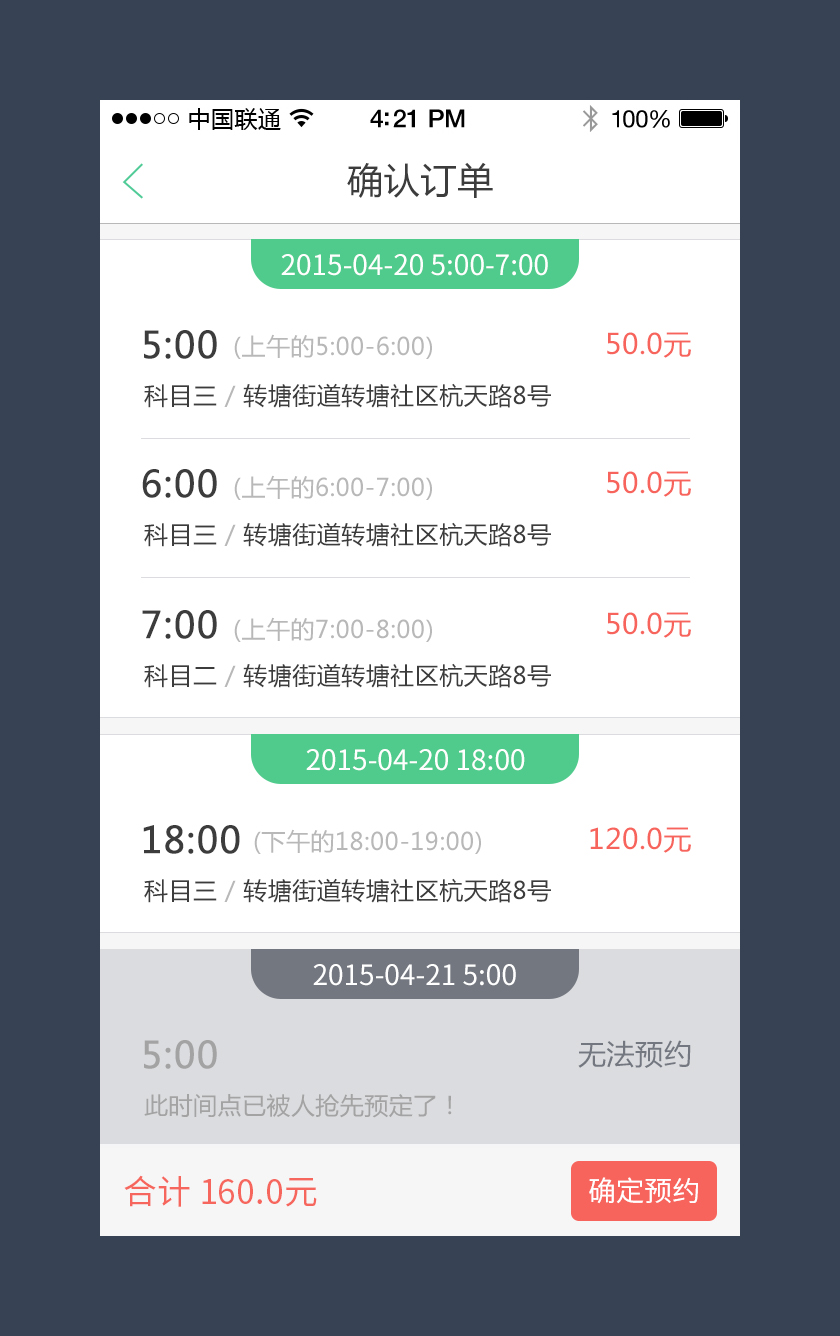 中国联通 4:21 PM 100%
确认订单
2015-04-20 5:00-7:00
5:00 (上午的5:00-6:00) 50.0元
科目三 / 转塘街道转塘社区杭天路8号
6:00 (上午的6:00-7:00) 50.0元
科目三 / 转塘街道转塘社区杭天路8号
7:00 (上午的7:00-8:00) 50.0元
科目二 / 转塘街道转塘社区杭天路8号
2015-04-20 18:00
18:00 (下午的18:00-19:00) 120.0元
科目三 / 转塘街道转塘社区杭天路8号
2015-04-21 5:00
5:00 无法预约
此时间点已被人抢先预定了！
合计 160.0元 确定预约